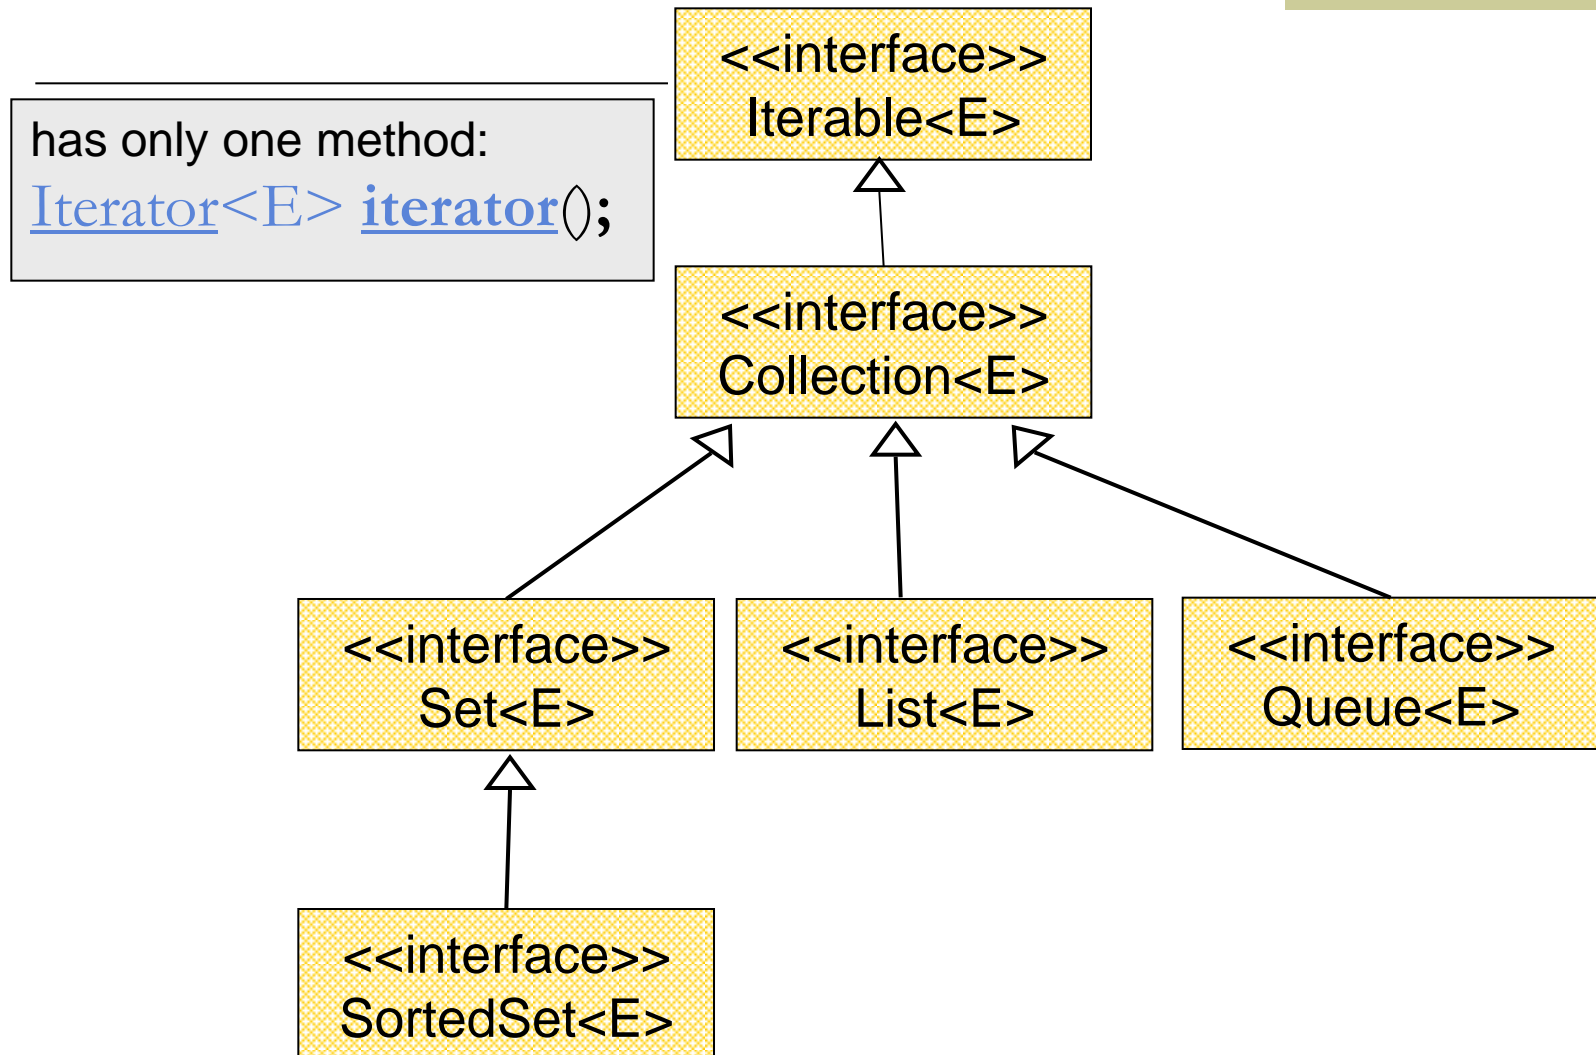 <<interface>>
Iterable<E>
has only one method:
Iterator<E> iterator();
<<interface>>
Collection<E>
<<interface>>
Set<E>
<<interface>>
List<E>
<<interface>>
Queue<E>
<<interface>>
SortedSet<E>